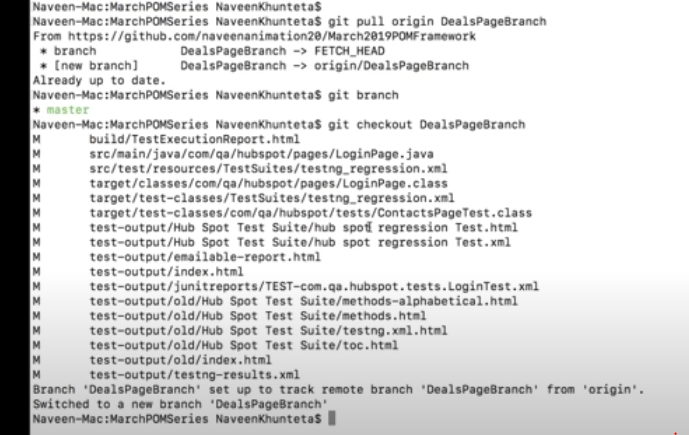 Naveen-Mac:MarchPOMSeries NaveenKhunteta$
Naveen-Mac:MarchPOMSeries NaveenKhunteta$ git pull origin DealsPageBranch
From https://github.com/naveenanimation20/March2019POMFramework
 * branch            DealsPageBranch -> FETCH_HEAD
 * [new branch]      DealsPageBranch -> origin/DealsPageBranch
Already up to date.
Naveen-Mac:MarchPOMSeries NaveenKhunteta$ git branch
* master
Naveen-Mac:MarchPOMSeries NaveenKhunteta$ git checkout DealsPageBranch
M       build/TestExecutionReport.html
M       src/main/java/com/qa/hubspot/pages/LoginPage.java
M       src/test/resources/TestSuites/testng_regression.xml
M       target/classes/com/qa/hubspot/pages/LoginPage.class
M       target/test-classes/TestSuites/testng_regression.xml
M       target/test-classes/com/qa/hubspot/tests/ContactsPageTest.class
M       test-output/Hub Spot Test Suite/hub spot regression Test.html
M       test-output/Hub Spot Test Suite/hub spot regression Test.xml
M       test-output/emailable-report.html
M       test-output/index.html
M       test-output/junitreports/TEST-com.qa.hubspot.tests.LoginTest.xml
M       test-output/old/Hub Spot Test Suite/methods-alphabetical.html
M       test-output/old/Hub Spot Test Suite/methods.html
M       test-output/old/Hub Spot Test Suite/testng.xml.html
M       test-output/old/Hub Spot Test Suite/toc.html
M       test-output/old/index.html
M       test-output/testng-results.xml
Branch 'DealsPageBranch' set up to track remote branch 'DealsPageBranch' from 'origin'.
Switched to a new branch 'DealsPageBranch'
Naveen-Mac:MarchPOMSeries NaveenKhunteta$